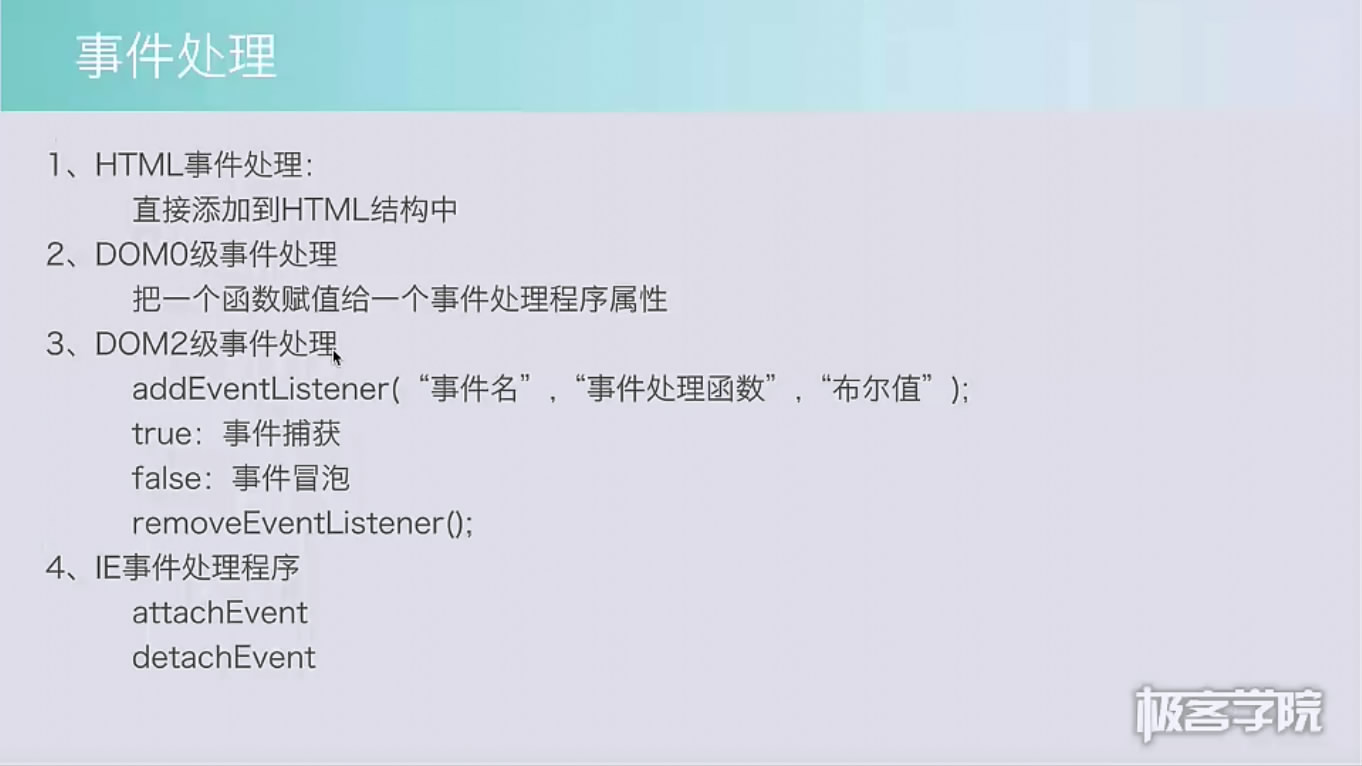 事件处理
1、HTML事件处理：
直接添加到HTML结构中
2、DOM0级事件处理
把一个函数赋值给一个事件处理程序属性
3、DOM2级事件处理
addEventListener(“事件名”,“事件处理函数”,“布尔值”);
true：事件捕获
false：事件冒泡
removeEventListener();
4、IE事件处理程序
attachEvent
detachEvent
极客学院